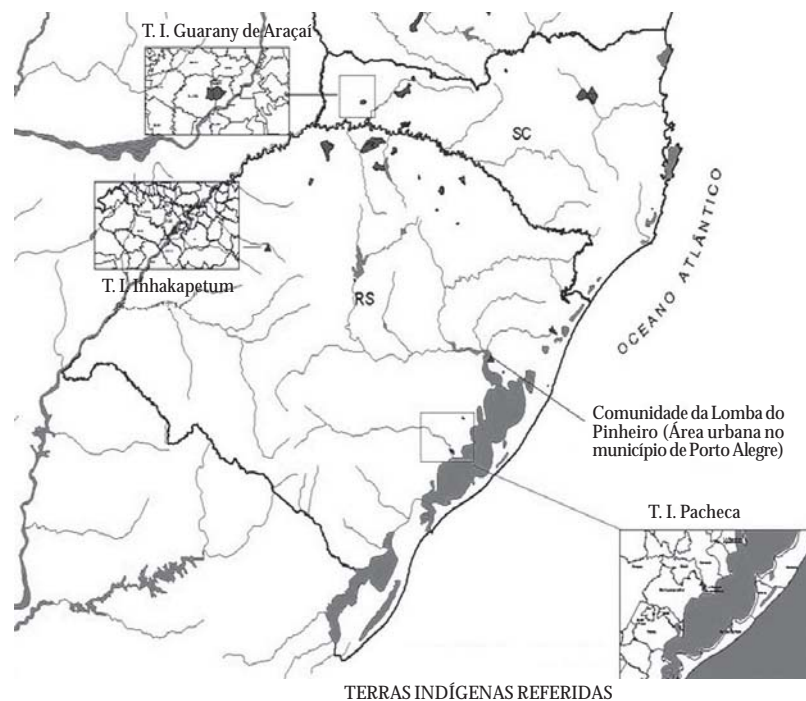 T. I. Guarany de Araçaí
SC
T. I. Inhakapetum
RS
OCEANO ATLÂNTICO
Comunidade da Lomba do
Pinheiro (Área urbana no
município de Porto Alegre)
T. I. Pacheca
TERRAS INDÍGENAS REFERIDAS